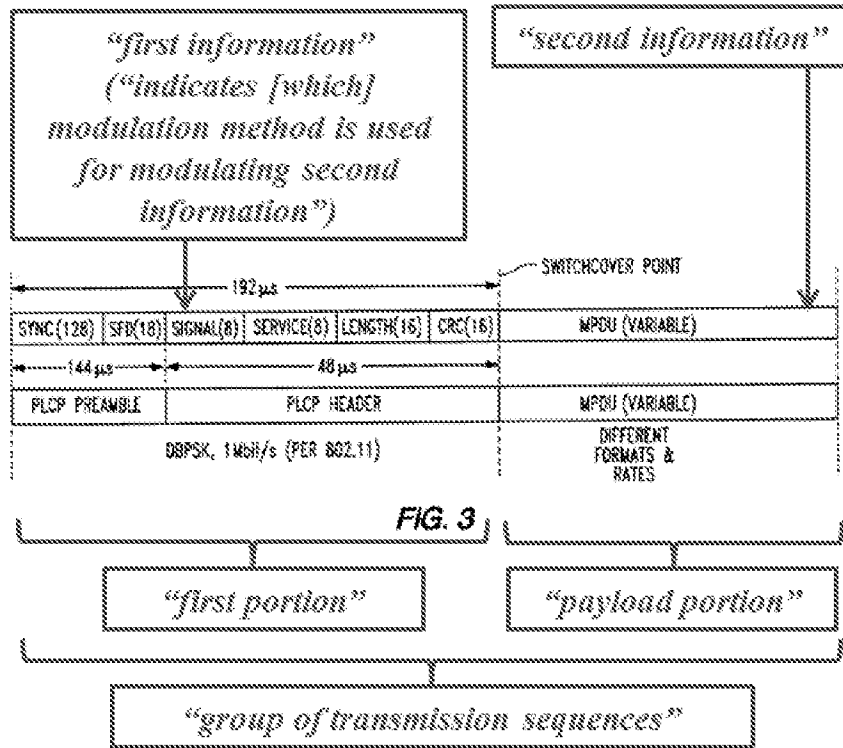 "first information"
("indicates [which]
modulation method is used
for modulating second
information")
"second information"
SWITCHCOVER POINT
192 µs
SYNC(128) SFD(16) SIGNAL(8) SERVICE(8) LENGTH(16) CRC(16) MPDU (VARIABLE)
144 µs 48 µs
PLCP PREAMBLE PLCP HEADER MPDU (VARIABLE)
DBPSK, 1 Mbit/s (PER 802.11)
DIFFERENT
FORMATS &
RATES
FIG. 3
"first portion"
"payload portion"
"group of transmission sequences"